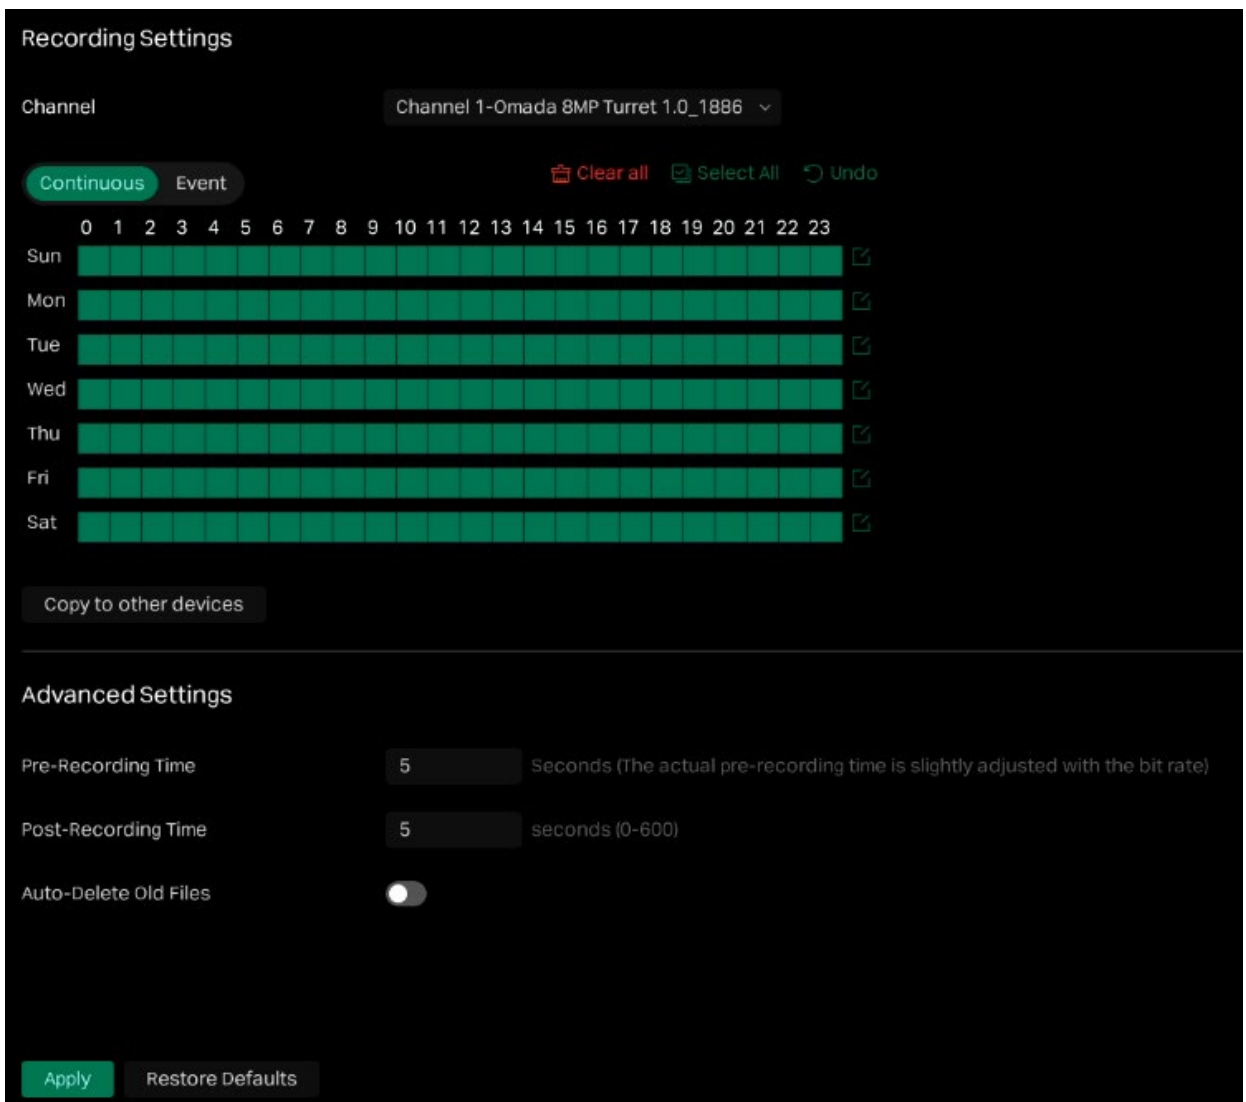 Recording Settings
Channel Channel 1-Omada 8MP Turret 1.0_1886
Continuous Event Clear all Select All Undo
0 1 2 3 4 5 6 7 8 9 10 11 12 13 14 15 16 17 18 19 20 21 22 23
Sun
Mon
Tue
Wed
Thu
Fri
Sat
Copy to other devices
Advanced Settings
Pre-Recording Time 5 Seconds (The actual pre-recording time is slightly adjusted with the bit rate)
Post-Recording Time 5 seconds (0-600)
Auto-Delete Old Files
Apply Restore Defaults